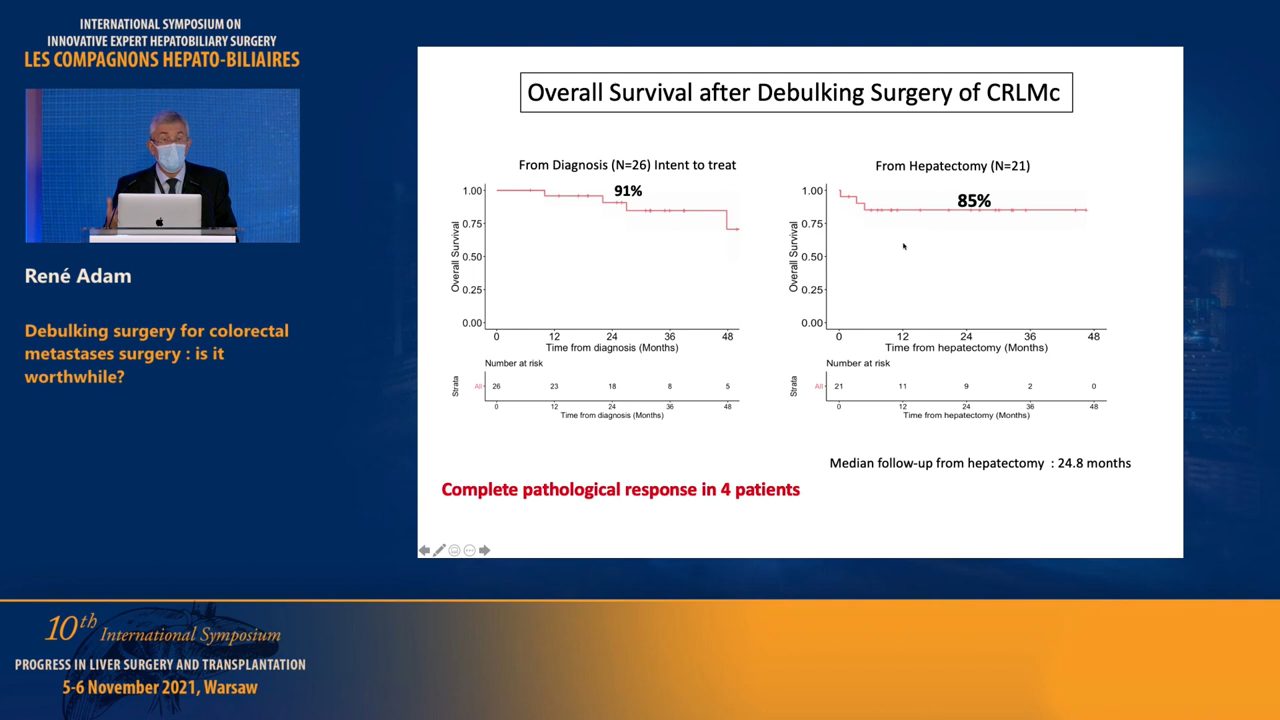 INTERNATIONAL SYMPOSIUM ON
INNOVATIVE EXPERT HEPATOBILIARY SURGERY
LES COMPAGNONS HEPATO-BILIAIRES
René Adam
Debulking surgery for colorectal
metastases surgery : is it
worthwhile?
Overall Survival after Debulking Surgery of CRLMc
From Diagnosis (N=26) Intent to treat
91%
1.00
0.75
0.50
0.25
0.00
Overall Survival
0 12 24 36 48
Time from diagnosis (Months)
Number at risk
Strata
All 26 23 18 8 5
0 12 24 36 48
Time from diagnosis (Months)
From Hepatectomy (N=21)
85%
1.00
0.75
0.50
0.25
0.00
Overall Survival
0 12 24 36 48
Time from hepatectomy (Months)
Number at risk
Strata
All 21 11 9 2 0
0 12 24 36 48
Time from hepatectomy (Months)
Median follow-up from hepatectomy : 24.8 months
Complete pathological response in 4 patients
10th International Symposium
PROGRESS IN LIVER SURGERY AND TRANSPLANTATION
5-6 November 2021, Warsaw